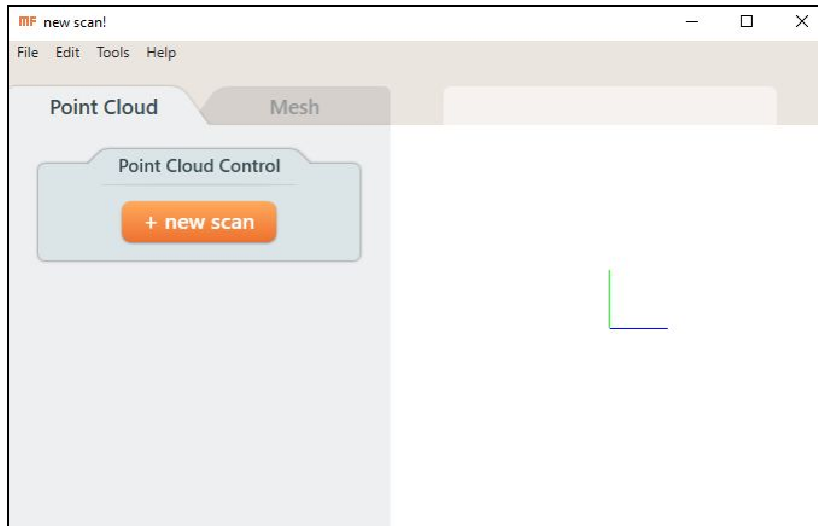 MF new scan!
File Edit Tools Help
Point Cloud Mesh
Point Cloud Control
+ new scan